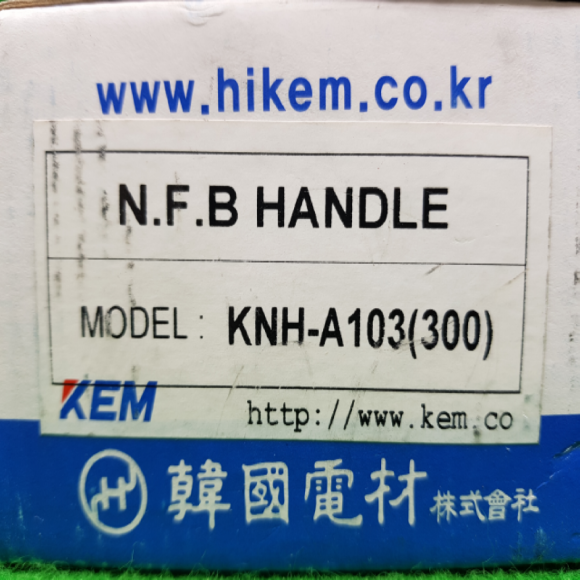 www.hikem.co.kr
N.F.B HANDLE
MODEL : KNH-A103(300)
KEM http://www.kem.co
韓國電材株式會社